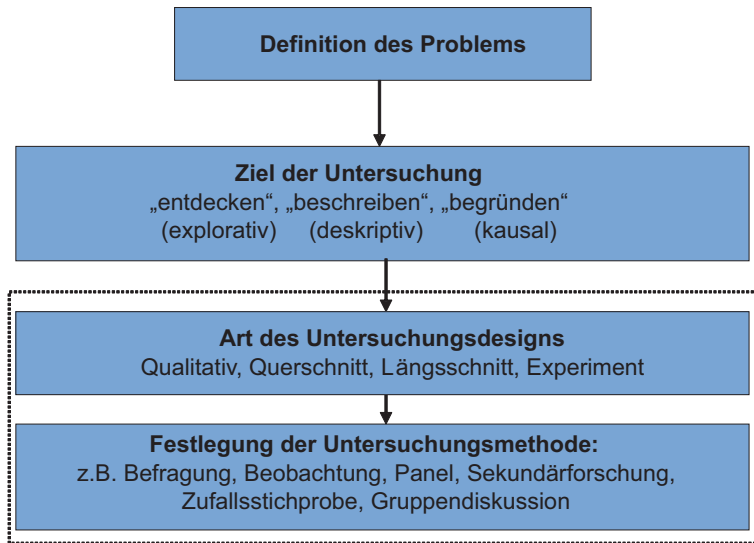 Definition des Problems
Ziel der Untersuchung
„entdecken“, „beschreiben“, „begründen“
(explorativ) (deskriptiv) (kausal)
Art des Untersuchungsdesigns
Qualitativ, Querschnitt, Längsschnitt, Experiment
Festlegung der Untersuchungsmethode:
z.B. Befragung, Beobachtung, Panel, Sekundärforschung,
Zufallsstichprobe, Gruppendiskussion